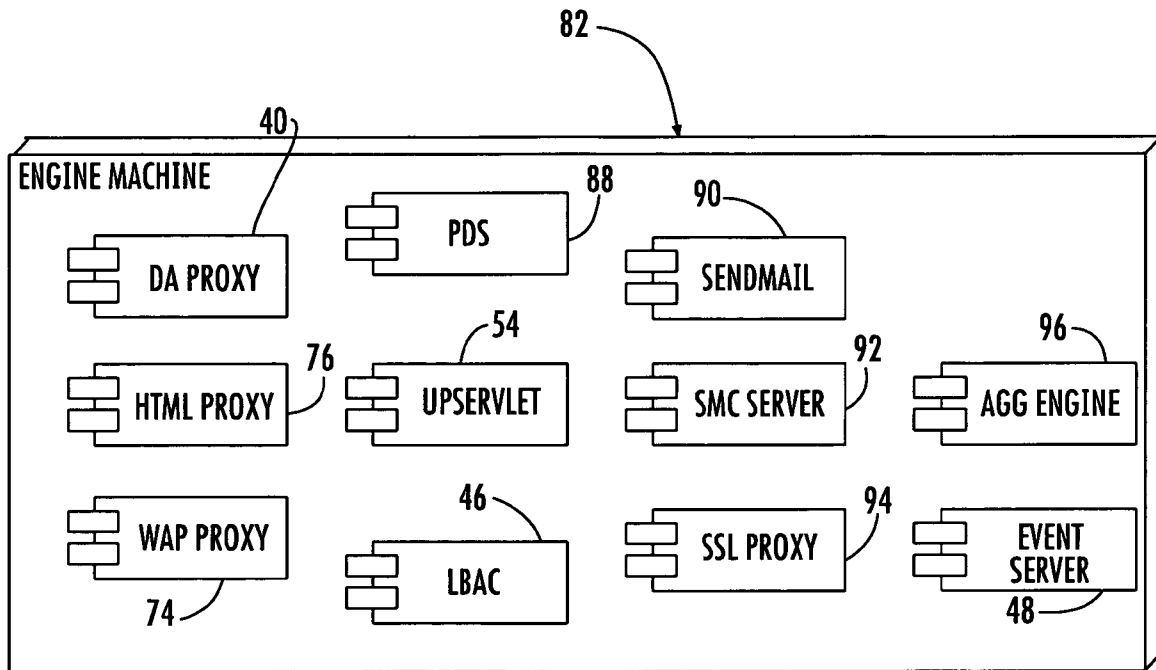 82
40
ENGINE MACHINE
88
90
PDS
DA PROXY
SENDMAIL
54
96
76
92
HTML PROXY
UPSERVLET
SMC SERVER
AGG ENGINE
46
94
WAP PROXY
SSL PROXY
EVENT
SERVER
LBAC
74
48